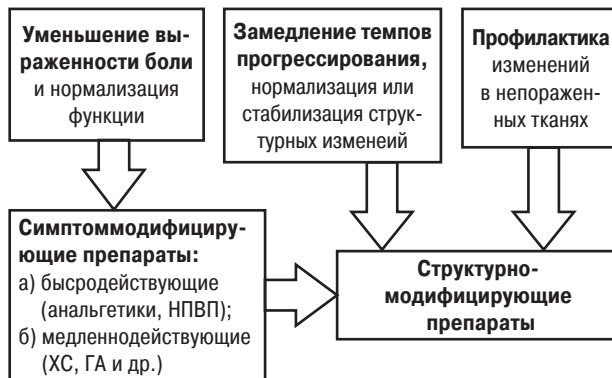 Уменьшение вы-
раженности боли
и нормализация
функции
Замедление темпов
прогрессирования,
нормализация или
стабилизация струк-
турных изменеий
Профилактика
изменений
в непоражен-
ных тканях
Симптоммодифициру-
ющие препараты:
а) бысродействующие
(анальгетики, НПВП);
б) медленнодействующие
(ХС, ГА и др.)
Структурно-
модифицирующие
препараты